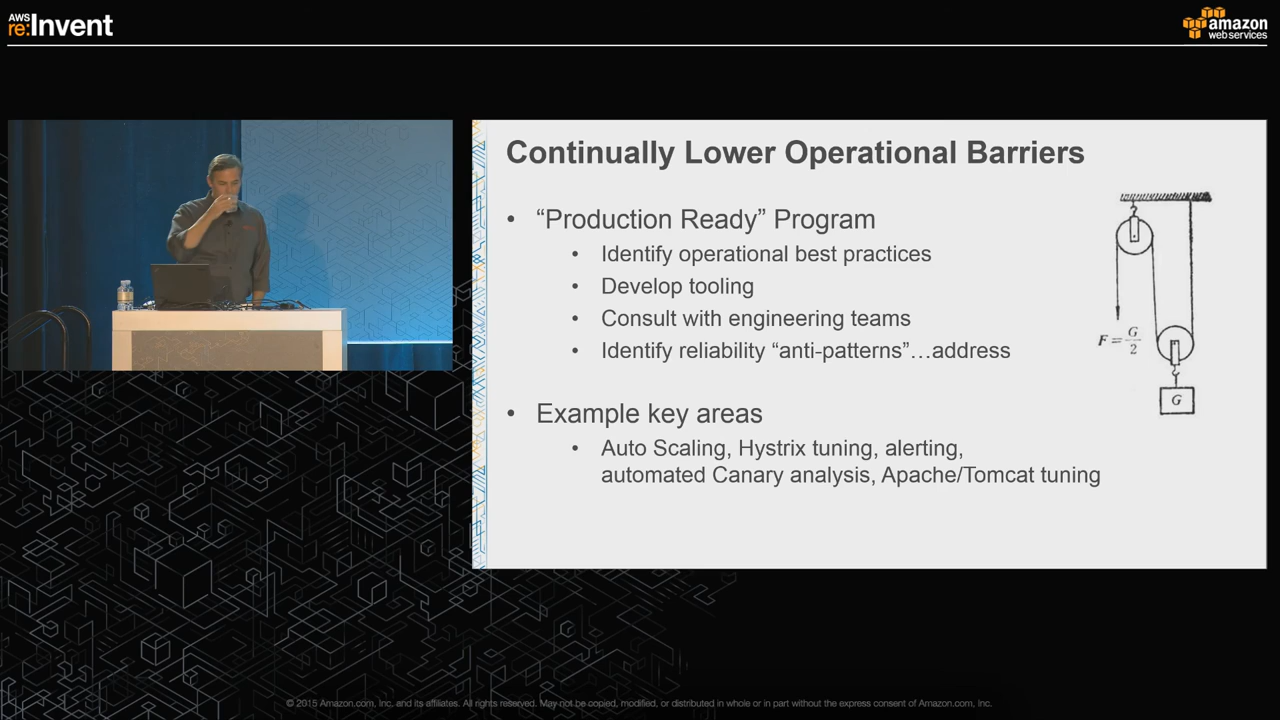 AWS
re:Invent
amazon
web services
Continually Lower Operational Barriers
• “Production Ready” Program
• Identify operational best practices
• Develop tooling
• Consult with engineering teams
• Identify reliability “anti-patterns”…address
F = G
2
G
• Example key areas
• Auto Scaling, Hystrix tuning, alerting,
automated Canary analysis, Apache/Tomcat tuning
© 2015 Amazon.com, Inc. and its affiliates. All rights reserved. May not be copied, modified, or distributed in whole or in part without the express consent of Amazon.com, Inc.